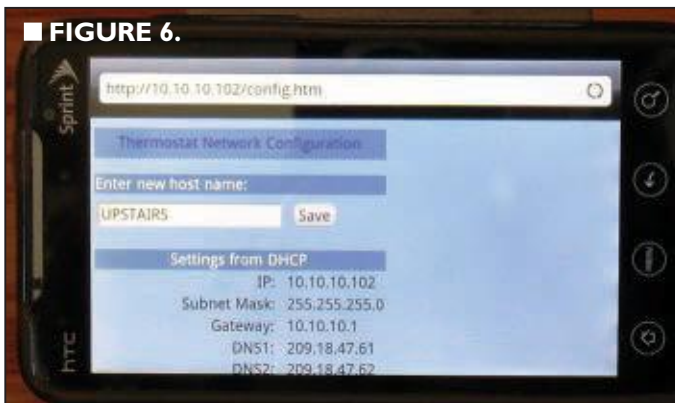 ■ FIGURE 6.
Sprint
http://10.10.10.102/config.htm
Thermostat Network Configuration
Enter new host name:
UPSTAIRS
Save
Settings from DHCP
IP: 10.10.10.102
Subnet Mask: 255.255.255.0
Gateway: 10.10.10.1
DNS1: 209.18.47.61
DNS2: 209.18.47.62
hTC